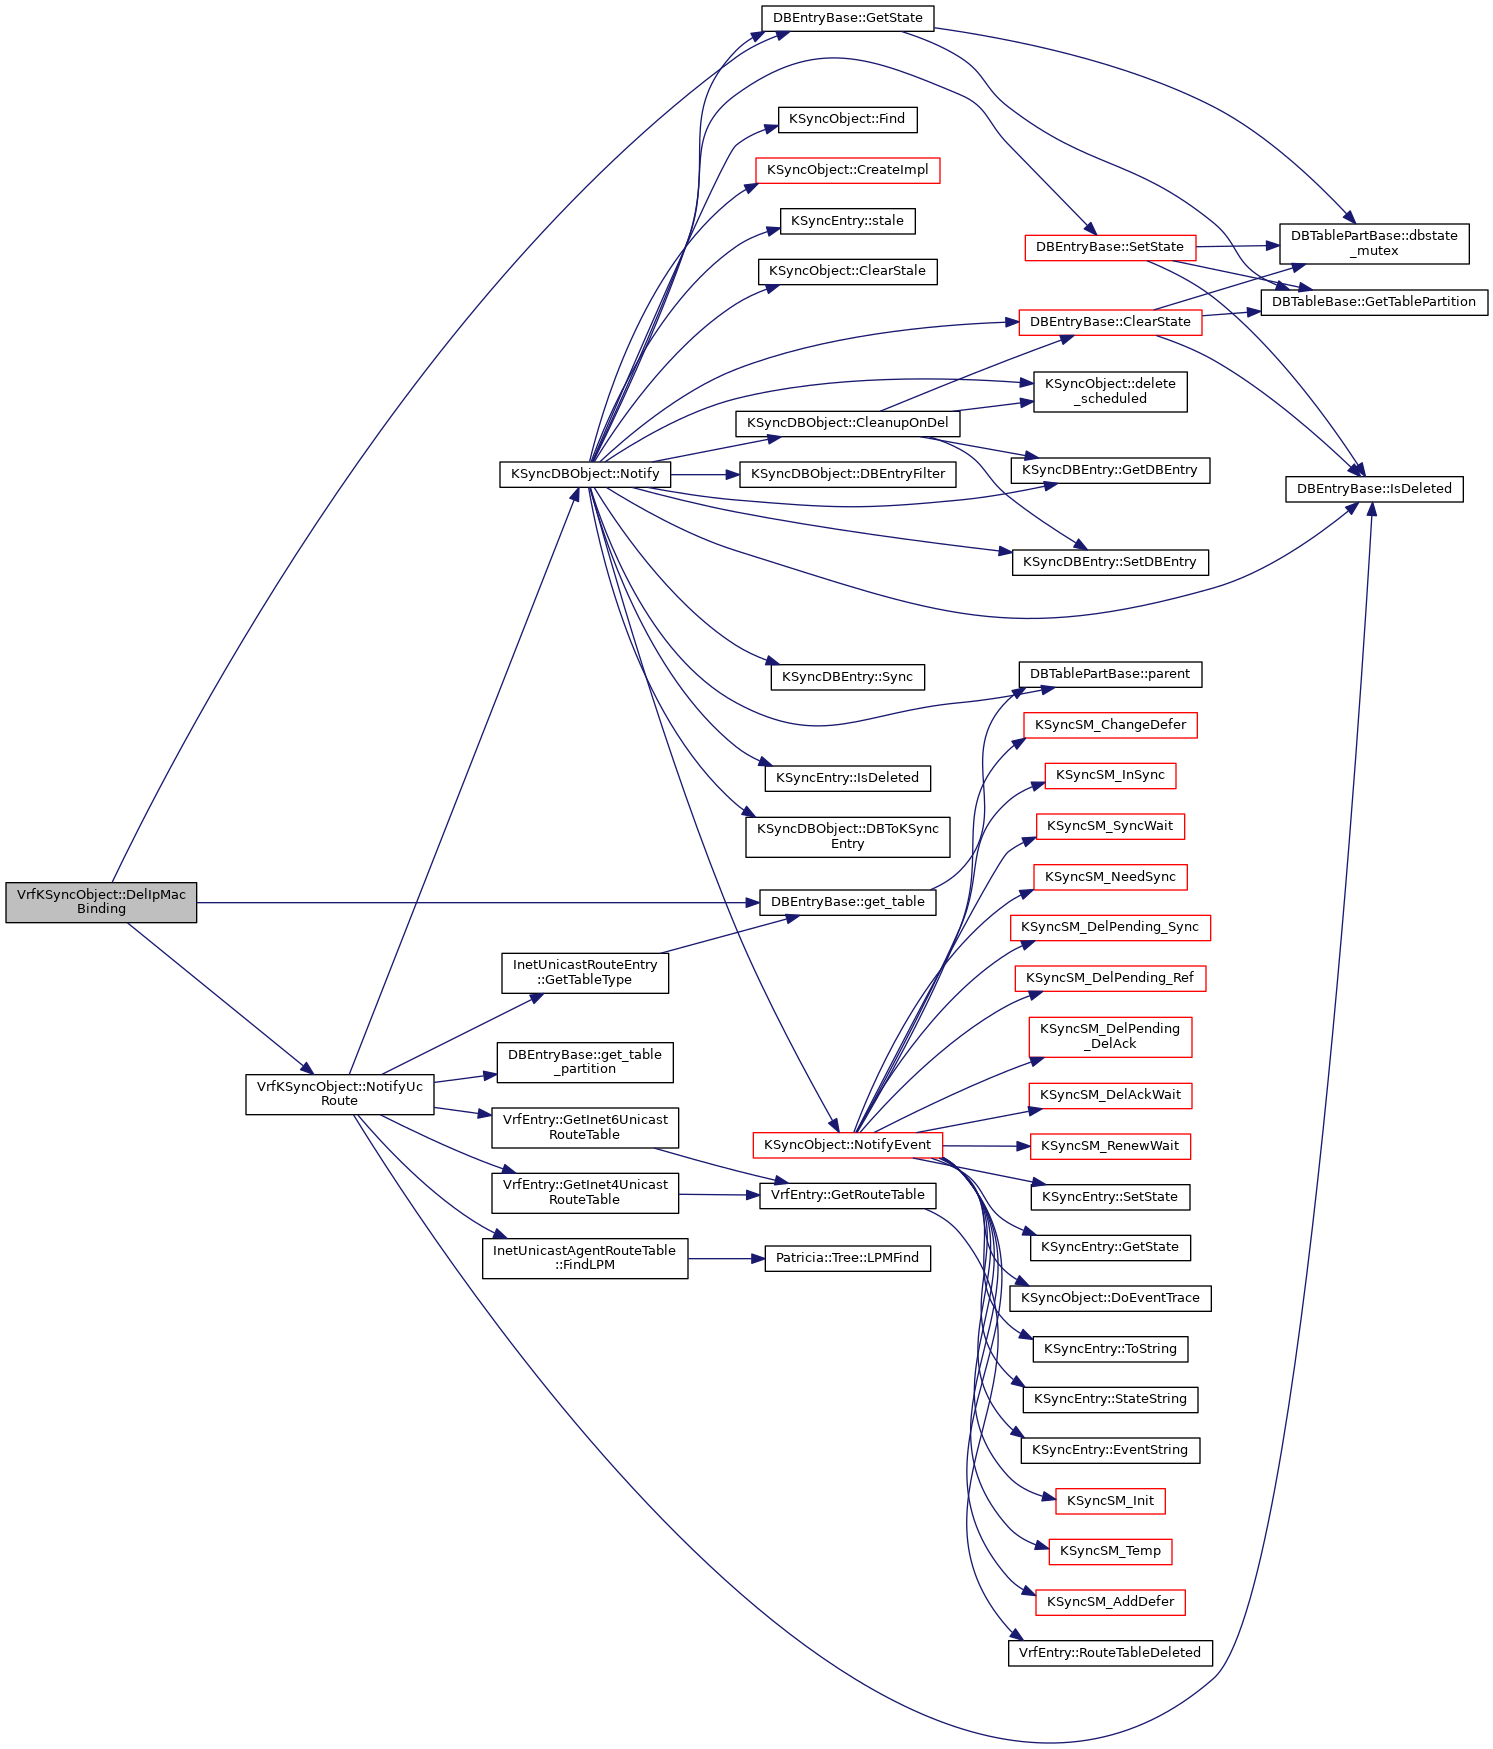 DBEntryBase::GetState
KSyncObject::Find
KSyncObject::CreateImpl
KSyncEntry::stale
DBTablePartBase::dbstate
_mutex
DBEntryBase::SetState
KSyncObject::ClearStale
DBTableBase::GetTablePartition
DBEntryBase::ClearState
KSyncObject::delete
_scheduled
KSyncDBObject::CleanupOnDel
KSyncDBObject::Notify
KSyncDBObject::DBEntryFilter
KSyncDBEntry::GetDBEntry
DBEntryBase::IsDeleted
KSyncDBEntry::SetDBEntry
KSyncDBEntry::Sync
DBTablePartBase::parent
KSyncSM_ChangeDefer
KSyncEntry::IsDeleted
KSyncSM_InSync
KSyncDBObject::DBToKSync
Entry
KSyncSM_SyncWait
KSyncSM_NeedSync
VrfKSyncObject::DelIpMac
Binding
DBEntryBase::get_table
KSyncSM_DelPending_Sync
InetUnicastRouteEntry
::GetTableType
KSyncSM_DelPending_Ref
KSyncSM_DelPending
_DelAck
DBEntryBase::get_table
_partition
VrfKSyncObject::NotifyUc
Route
KSyncSM_DelAckWait
VrfEntry::GetInet6Unicast
RouteTable
KSyncObject::NotifyEvent
KSyncSM_RenewWait
VrfEntry::GetInet4Unicast
RouteTable
VrfEntry::GetRouteTable
KSyncEntry::SetState
KSyncEntry::GetState
InetUnicastAgentRouteTable
::FindLPM
Patricia::Tree::LPMFind
KSyncObject::DoEventTrace
KSyncEntry::ToString
KSyncEntry::StateString
KSyncEntry::EventString
KSyncSM_Init
KSyncSM_Temp
KSyncSM_AddDefer
VrfEntry::RouteTableDeleted